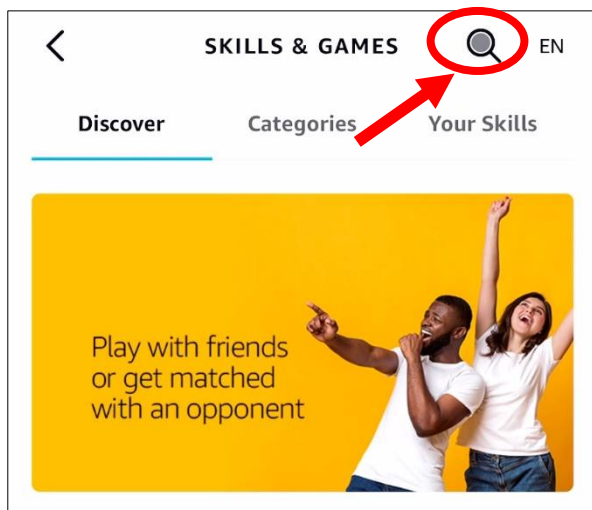 SKILLS & GAMES EN
Discover Categories Your Skills
Play with friends
or get matched
with an opponent